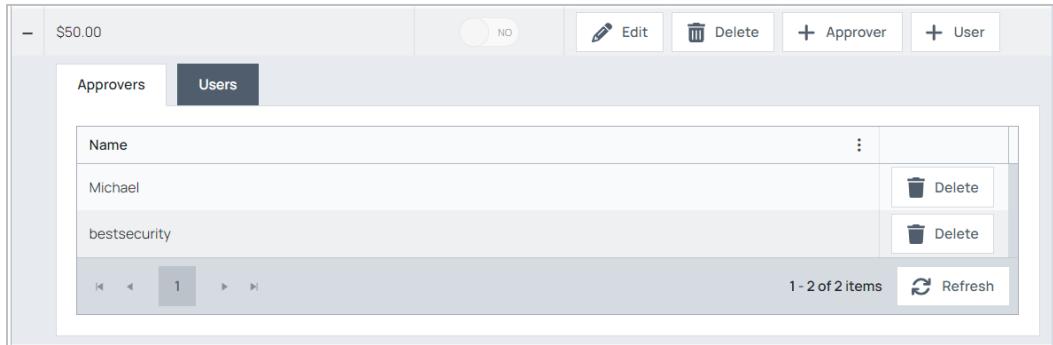 $50.00 NO Edit Delete + Approver + User
Approvers Users
Name
Michael Delete
bestsecurity Delete
1 1 - 2 of 2 items Refresh